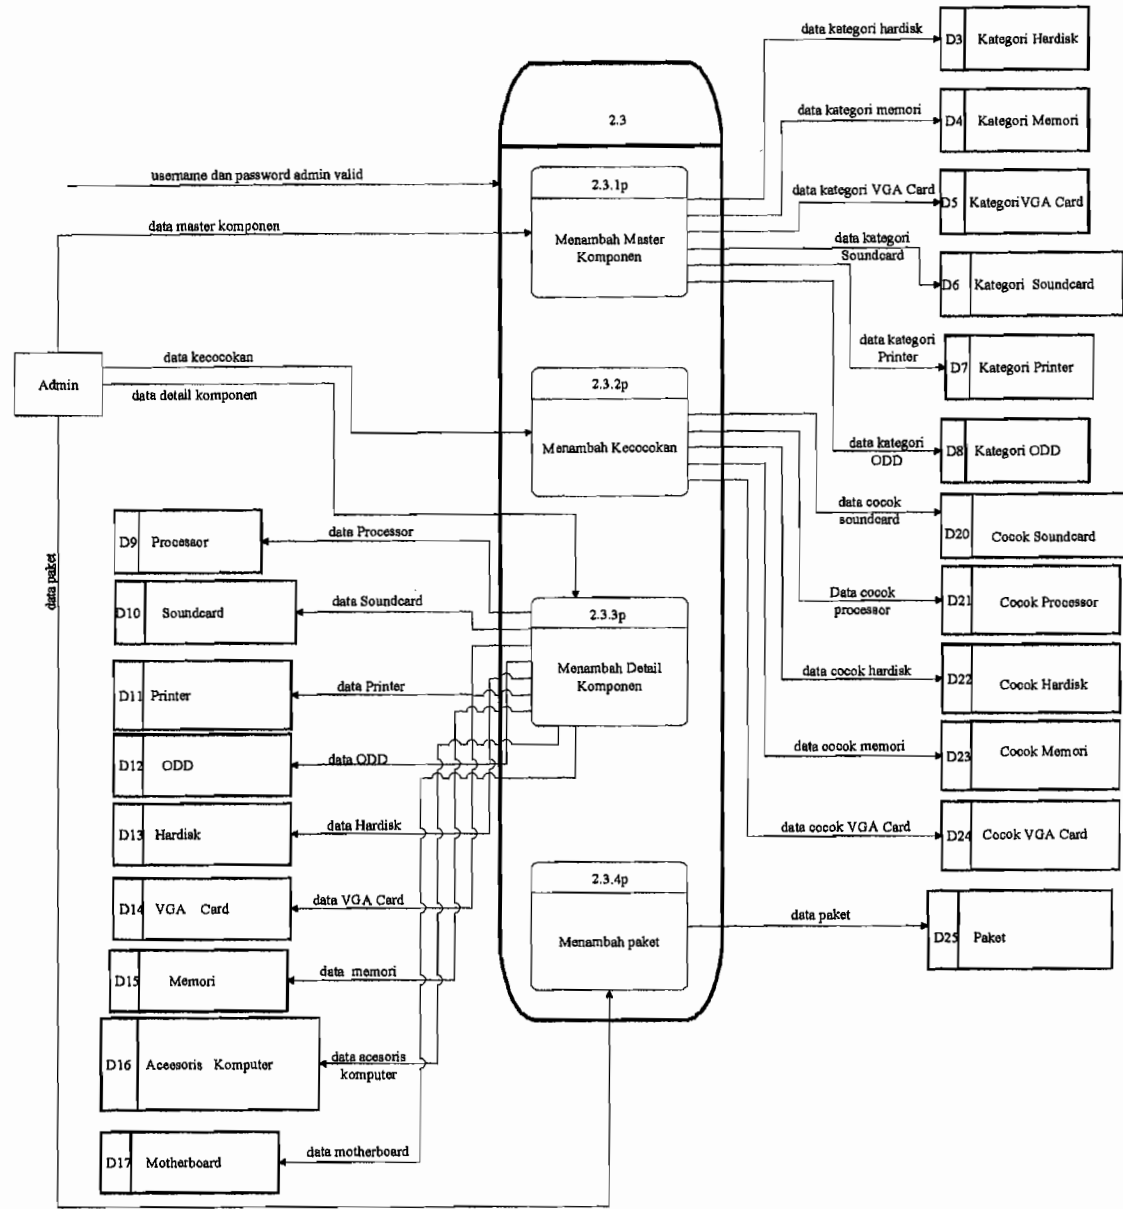 data kategori hardisk
D3 Kategori Hardisk
2.3
data kategori memori
D4 Kategori Memori
username dan password admin valid
2.3.1p
data kategori VGA Card
D5 Kategori VGA Card
data master komponen
Menambah Master
Komponen
data kategori
Soundcard
D6 Kategori Soundcard
data kategori
Printer
D7 Kategori Printer
data kecocokan
Admin
data detail komponen
2.3.2p
Menambah Kecocokan
data kategori
ODD
D8 Kategori ODD
data cocok
soundcard
D20 Cocok Soundcard
D9 Processor
data Processor
data paket
D10 Soundcard
data Soundcard
2.3.3p
Data cocok
processor
D21 Cocok Processor
Menambah Detail
Komponen
D11 Printer
data Printer
data cocok hardisk
D22 Cocok Hardisk
D12 ODD
data ODD
data cocok memori
D23 Cocok Memori
D13 Hardisk
data Hardisk
data cocok VGA Card
D24 Cocok VGA Card
D14 VGA Card
data VGA Card
2.3.4p
Menambah paket
data paket
D25 Paket
D15 Memori
data memori
D16 Acesoris Komputer
data acesoris
komputer
D17 Motherboard
data motherboard